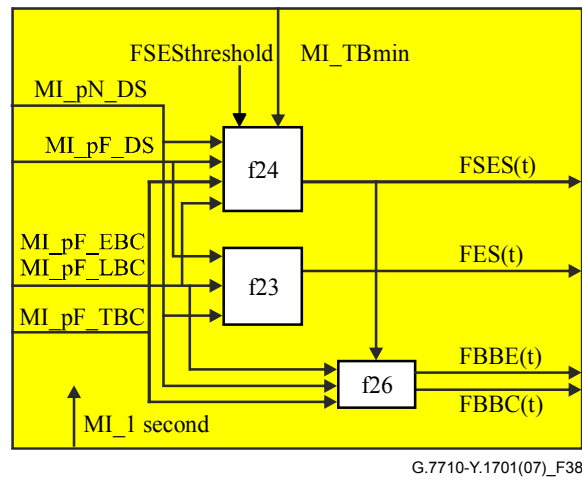 FSESthreshold
MI_TBmin
MI_pN_DS
MI_pF_DS
f24
FSES(t)
MI_pF_EBC
MI_pF_LBC
f23
FES(t)
MI_pF_TBC
f26
FBBE(t)
FBBC(t)
MI_1 second
G.7710-Y.1701(07)_F38